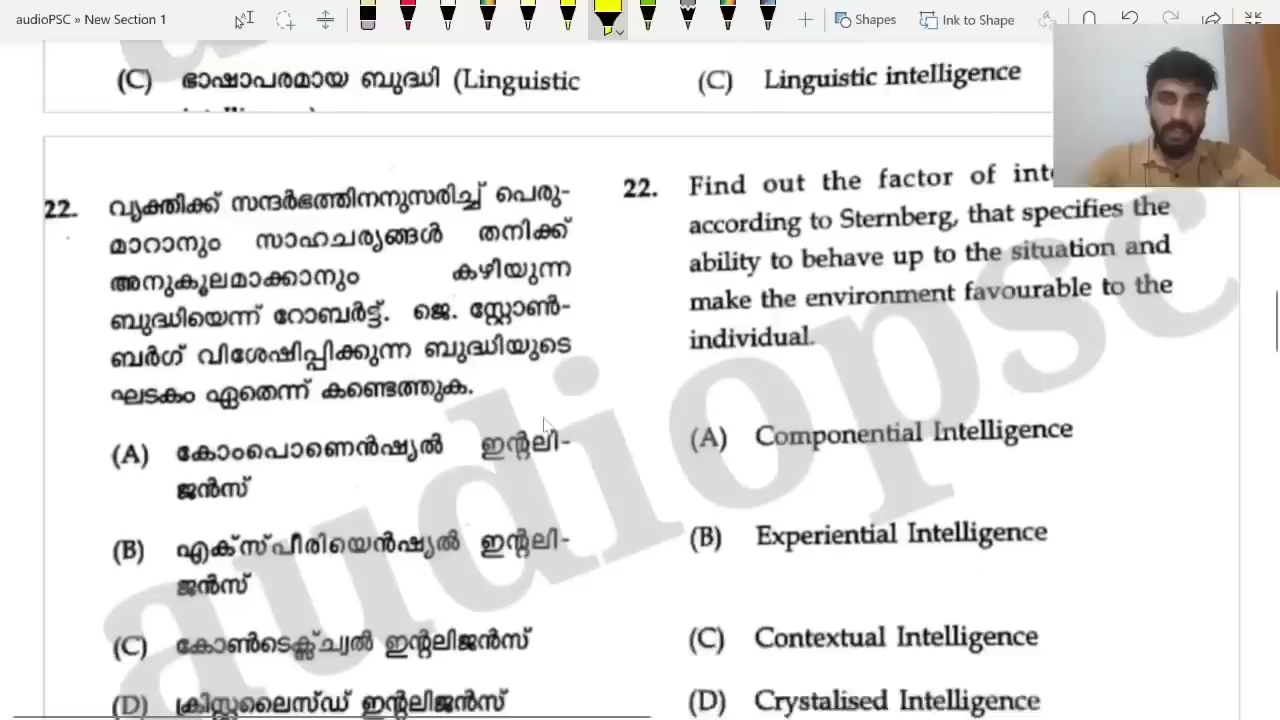 audioPSC » New Section 1
Shapes
Ink to Shape
(C) ഭാഷാപരമായ ബുദ്ധി (Linguistic
(C) Linguistic intelligence
22. വ്യക്തിക്ക് സന്ദർഭത്തിനനുസരിച്ച് പെരു-
മാറാനും സാഹചര്യങ്ങൾ തനിക്ക്
അനുകൂലമാക്കാനും കഴിയുന്ന
ബുദ്ധിയെന്ന് റോബർട്ട്. ജെ. സ്റ്റോൺ-
ബർഗ് വിശേഷിപ്പിക്കുന്ന ബുദ്ധിയുടെ
ഘടകം ഏതെന്ന് കണ്ടെത്തുക.
(A) കോംപൊണെൻഷ്യൽ ഇന്റലി-
ജൻസ്
(B) എക്സ്പീരിയെൻഷ്യൽ ഇന്റലി-
ജൻസ്
(C) കോൺടെക്സ്ച്വൽ ഇന്റലിജൻസ്
(D) ക്രിസ്റ്റലൈസ്ഡ് ഇന്റലിജൻസ്
22. Find out the factor of
according to Sternberg, that specifies the
ability to behave up to the situation and
make the environment favourable to the
individual.
(A) Componential Intelligence
(B) Experiential Intelligence
(C) Contextual Intelligence
(D) Crystalised Intelligence
audiopsc